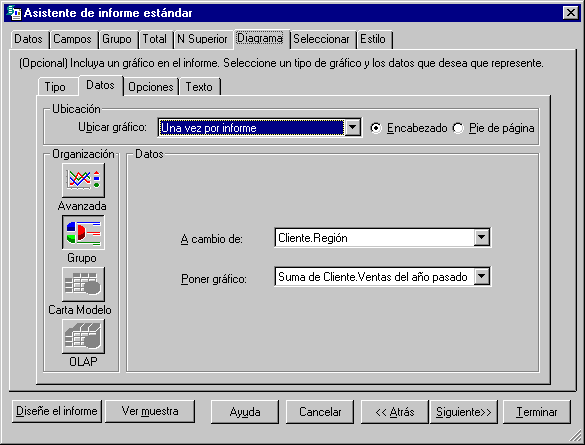 Asistente de informe estándar
Datos Campos Grupo Total N Superior Diagrama Seleccionar Estilo
(Opcional) Incluya un gráfico en el informe. Seleccione un tipo de gráfico y los datos que desea que represente.
Tipo Datos Opciones Texto
Ubicación
Ubicar gráfico: Una vez por informe Encabezado Pie de página
Organización Datos
Avanzada
A cambio de: Cliente.Región
Grupo
Poner gráfico: Suma de Cliente.Ventas del año pasado
Carta Modelo
OLAP
Diseñe el informe Ver muestra Ayuda Cancelar << Atrás Siguiente>> Terminar